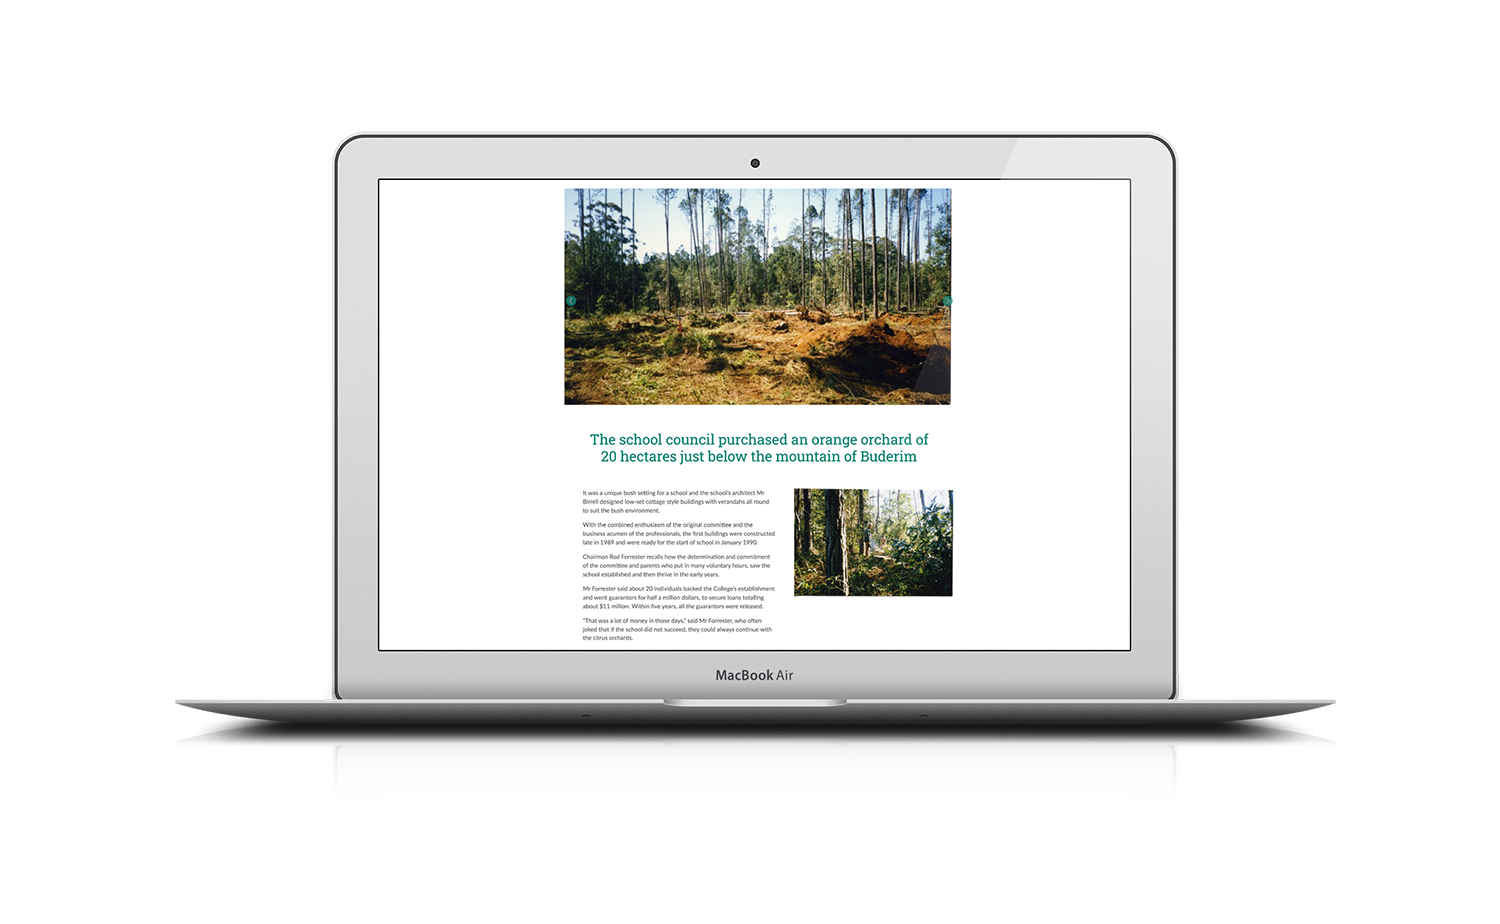 The school council purchased an orange orchard of
20 hectares just below the mountain of Buderim
It was a unique bush setting for a school and the school's architect Mr
Birrell designed low-set cottage style buildings with verandahs all round
to suit the bush environment.
With the combined enthusiasm of the original committee and the
business acumen of the professionals, the first buildings were constructed
late in 1989 and were ready for the start of school in January 1990.
Chairman Rod Forrester recalls how the determination and commitment
of the committee and parents who put in many voluntary hours, saw the
school established and then thrive in the early years.
Mr Forrester said about 20 individuals backed the College's establishment
and went guarantors for half a million dollars, to secure loans totalling
about $11 million. Within five years, all the guarantors were released.
"That was a lot of money in those days," said Mr Forrester, who often
joked that if the school did not succeed, they could always continue with
the citrus orchards.
MacBook Air